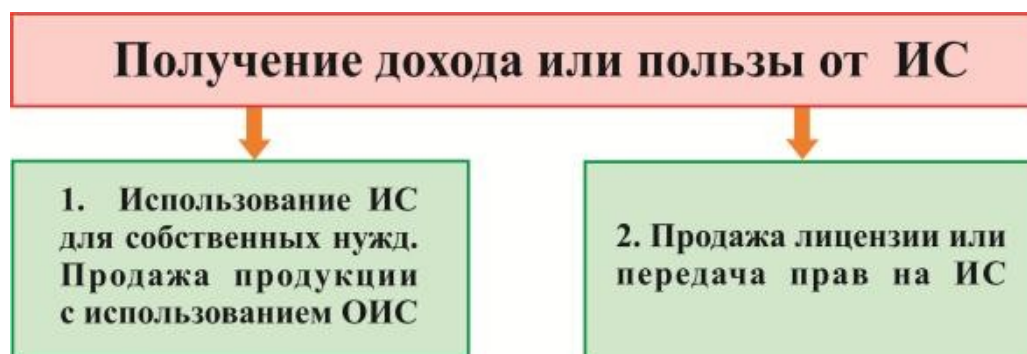 Получение дохода или пользы от ИС
1. Использование ИС
для собственных нужд.
Продажа продукции
с использованием ОИС
2. Продажа лицензии или
передача прав на ИС